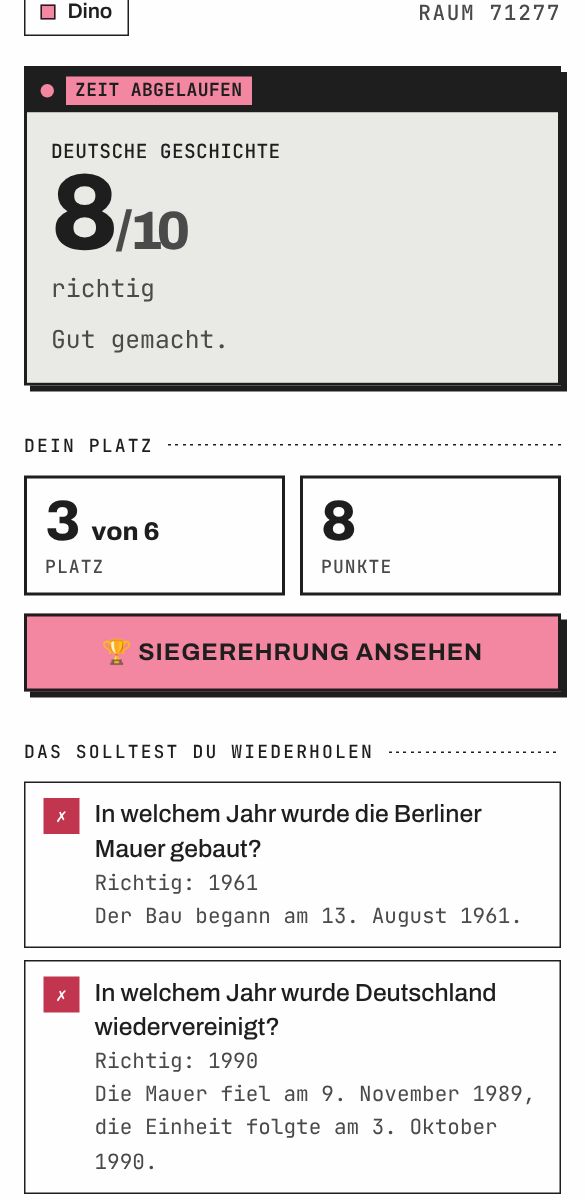 Dino
RAUM 71277
ZEIT ABGELAUFEN
DEUTSCHE GESCHICHTE
8/10
richtig
Gut gemacht.
DEIN PLATZ
3 von 6
PLATZ
8
PUNKTE
🏆 SIEGEREHRUNG ANSEHEN
DAS SOLLTEST DU WIEDERHOLEN
✗ In welchem Jahr wurde die Berliner
Mauer gebaut?
Richtig: 1961
Der Bau begann am 13. August 1961.
✗ In welchem Jahr wurde Deutschland
wiedervereinigt?
Richtig: 1990
Die Mauer fiel am 9. November 1989,
die Einheit folgte am 3. Oktober
1990.